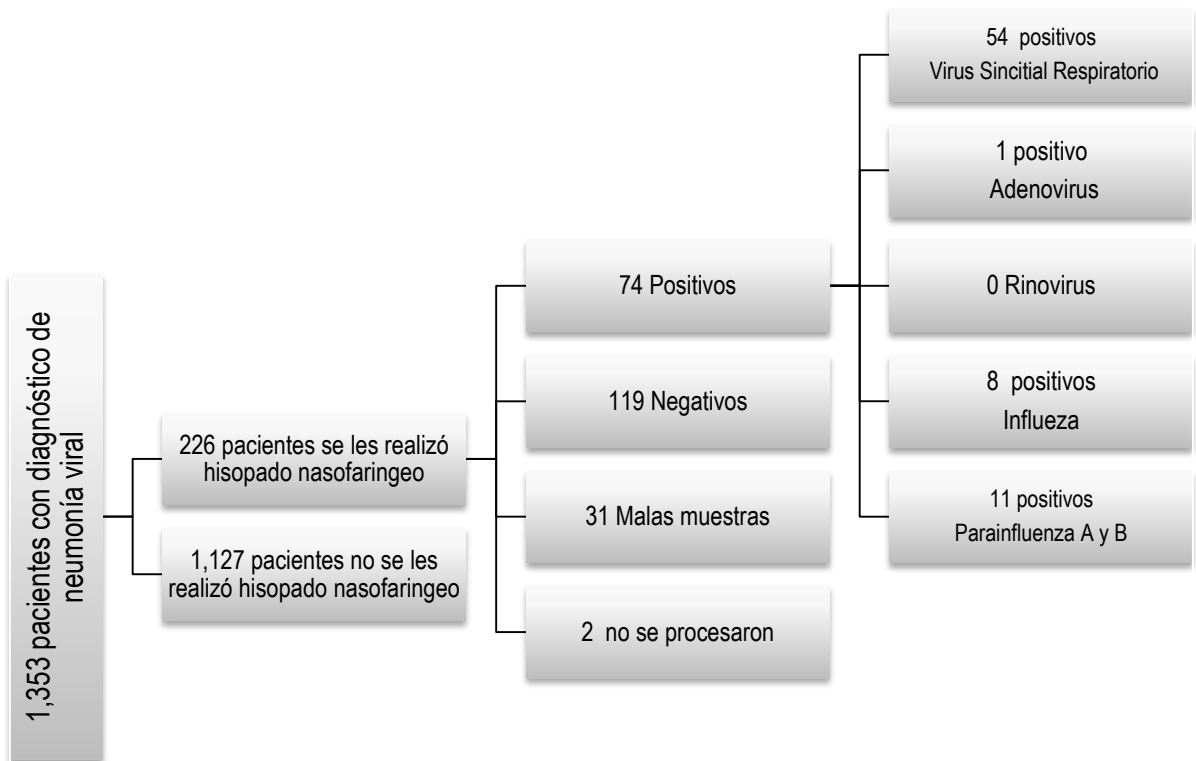 1,353 pacientes con diagnóstico de
neumonía viral
226 pacientes se les realizó
hisopado nasofaringeo
1,127 pacientes no se les
realizó hisopado nasofaringeo
74 Positivos
119 Negativos
31 Malas muestras
2 no se procesaron
54 positivos
Virus Sincitial Respiratorio
1 positivo
Adenovirus
0 Rinovirus
8 positivos
Influeza
11 positivos
Parainfluenza A y B